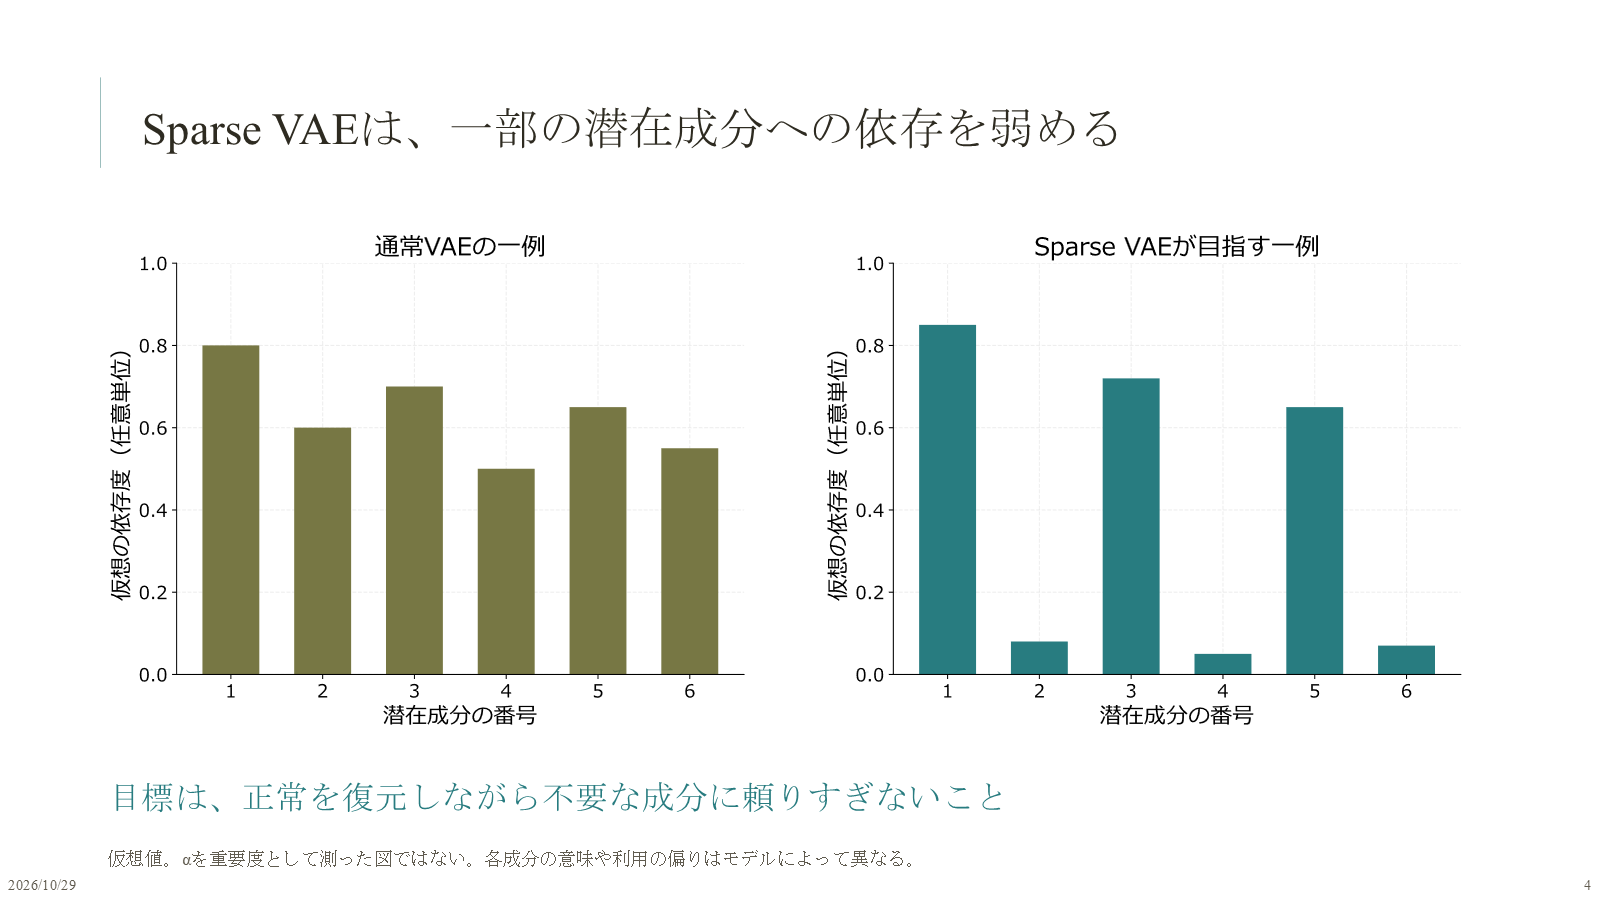 Sparse VAEは、一部の潜在成分への依存を弱める
通常VAEの一例
1.0
0.8
0.6
0.4
0.2
0.0
仮想の依存度（任意単位）
1 2 3 4 5 6
潜在成分の番号
Sparse VAEが目指す一例
1.0
0.8
0.6
0.4
0.2
0.0
仮想の依存度（任意単位）
1 2 3 4 5 6
潜在成分の番号
目標は、正常を復元しながら不要な成分に頼りすぎないこと
仮想値。αを重要度として測った図ではない。各成分の意味や利用の偏りはモデルによって異なる。
2026/10/29
4